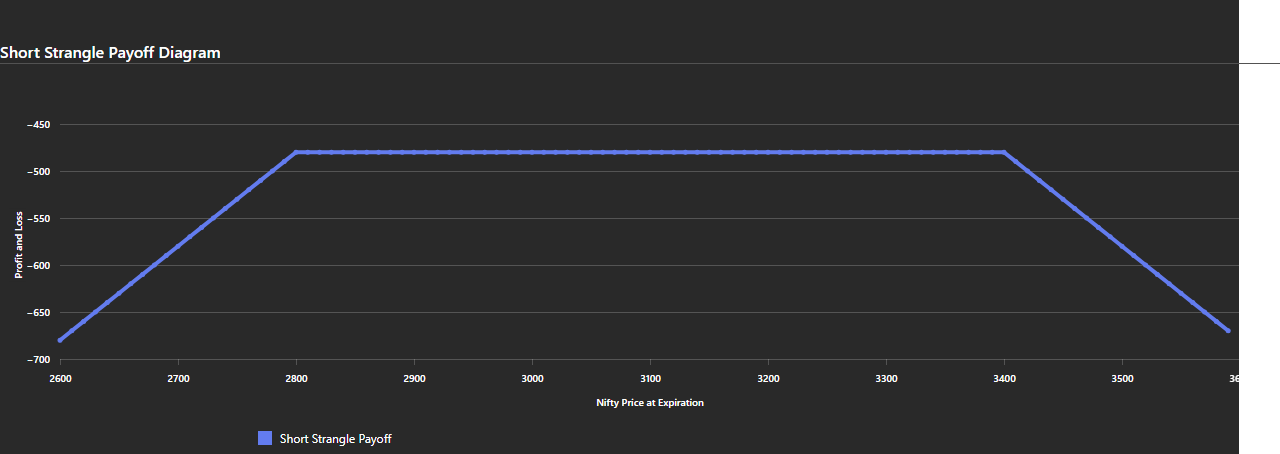 Short Strangle Payoff Diagram
−450
−500
−550
−600
−650
−700
Profit and Loss
2600 2700 2800 2900 3000 3100 3200 3300 3400 3500 36
Nifty Price at Expiration
Short Strangle Payoff